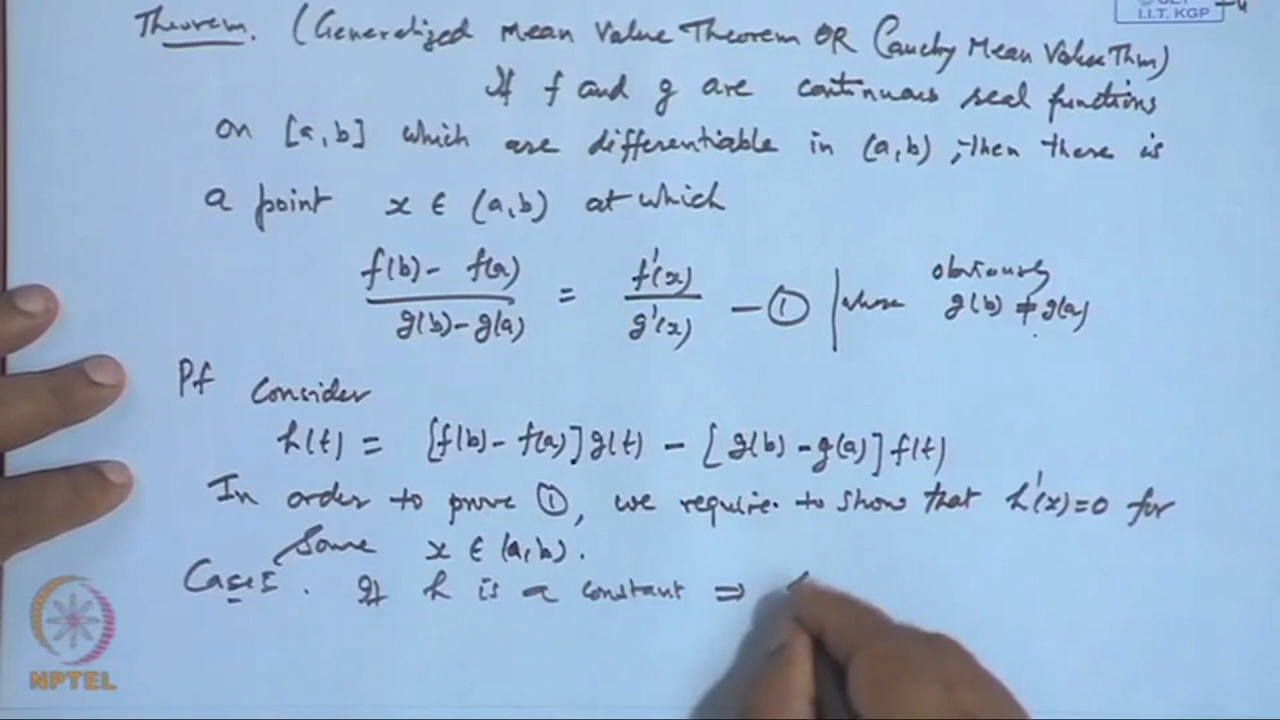 I.I.T. KGP
Theorem. (Generalized Mean Value Theorem OR Cauchy Mean Value Thm)
If f and g are continuous real functions
on [a,b] which are differentiable in (a,b), then there is
a point x ∈ (a,b) at which
f(b) - f(a) / g(b) - g(a) = f'(x) / g'(x) - ① | where obviously g(b) ≠ g(a)
Pf Consider
h(t) = [f(b) - f(a)] g(t) - [g(b) - g(a)] f(t)
In order to prove ①, we require to show that h'(x)=0 for
Some x ∈ (a,b).
Case I. If h is a constant ⇒
NPTEL